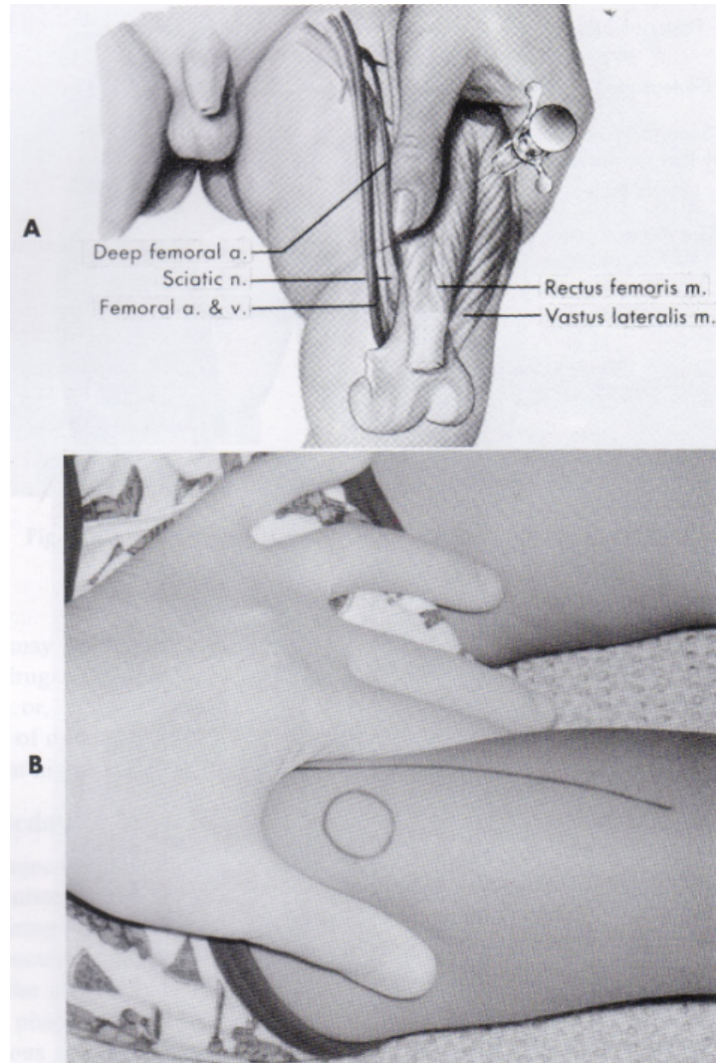 A
Deep femoral a.
Sciatic n.
Femoral a. & v.
Rectus femoris m.
Vastus lateralis m.
B